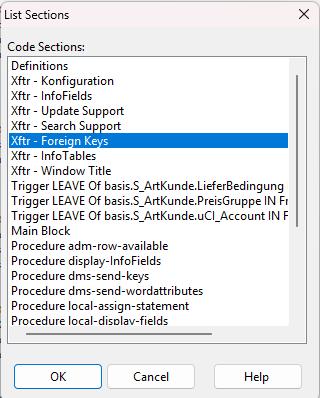 List Sections
Code Sections:
Definitions
Xftr - Konfiguration
Xftr - InfoFields
Xftr - Update Support
Xftr - Search Support
Xftr - Foreign Keys
Xftr - InfoTables
Xftr - Window Title
Trigger LEAVE Of basis.S_ArtKunde.LieferBedingung
Trigger LEAVE Of basis.S_ArtKunde.PreisGruppe IN Fr
Trigger LEAVE Of basis.S_ArtKunde.uCI_Account IN F
Main Block
Procedure adm-row-available
Procedure display-InfoFields
Procedure dms-send-keys
Procedure dms-send-wordattributes
Procedure local-assign-statement
Procedure local-display-fields
OK Cancel Help